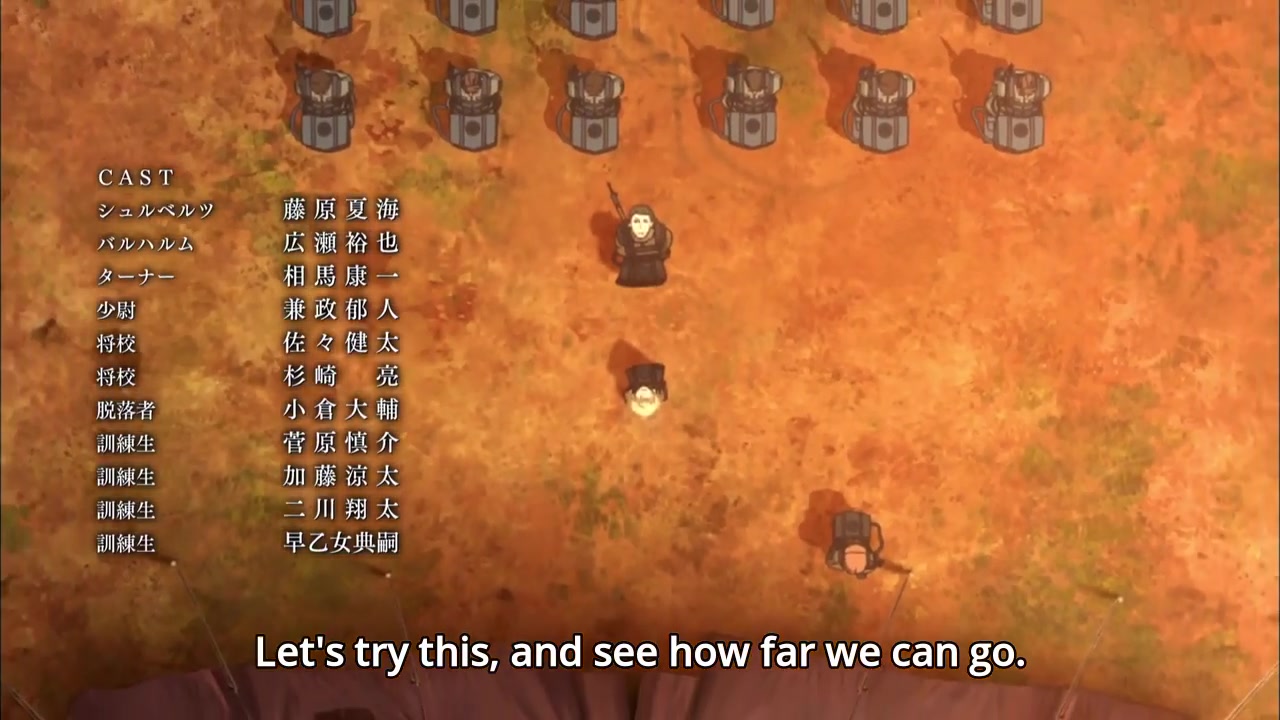 CAST
シュルベルツ 藤原夏海
バルハルム 広瀬裕也
ターナー 相馬康一
少尉 兼政郁人
将校 佐々健太
将校 杉崎 亮
脱落者 小倉大輔
訓練生 菅原慎介
訓練生 加藤涼太
訓練生 二川翔太
訓練生 早乙女典嗣
Let's try this, and see how far we can go.